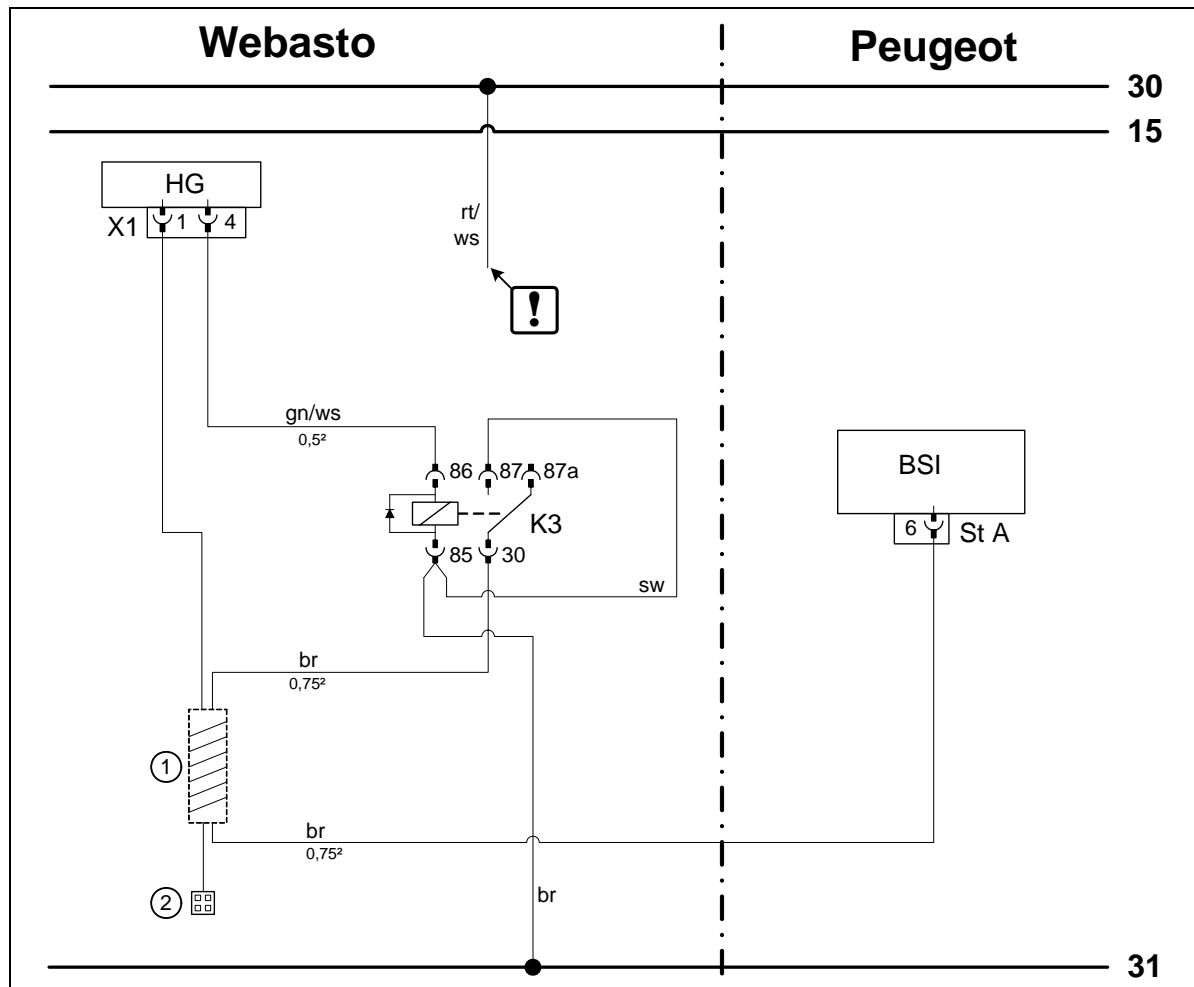 Webasto
Peugeot
30
15
HG
X1
1
4
rt/
ws
!
gn/ws
0,5²
86
87
87a
BSI
K3
6
St A
85
30
sw
br
0,75²
1
br
0,75²
2
br
31